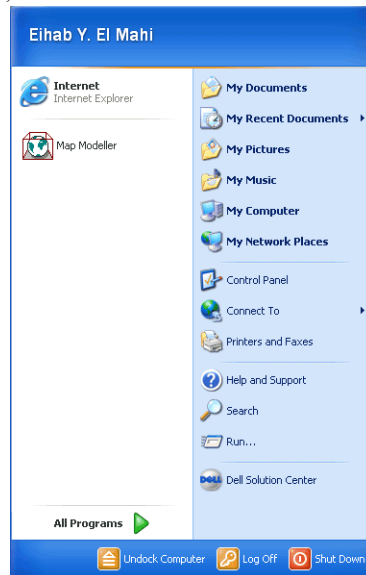 Eihab Y. El Mahi
Internet
Internet Explorer
Map Modeller
All Programs
My Documents
My Recent Documents
My Pictures
My Music
My Computer
My Network Places
Control Panel
Connect To
Printers and Faxes
Help and Support
Search
Run...
DELL Dell Solution Center
Undock Computer Log Off Shut Down